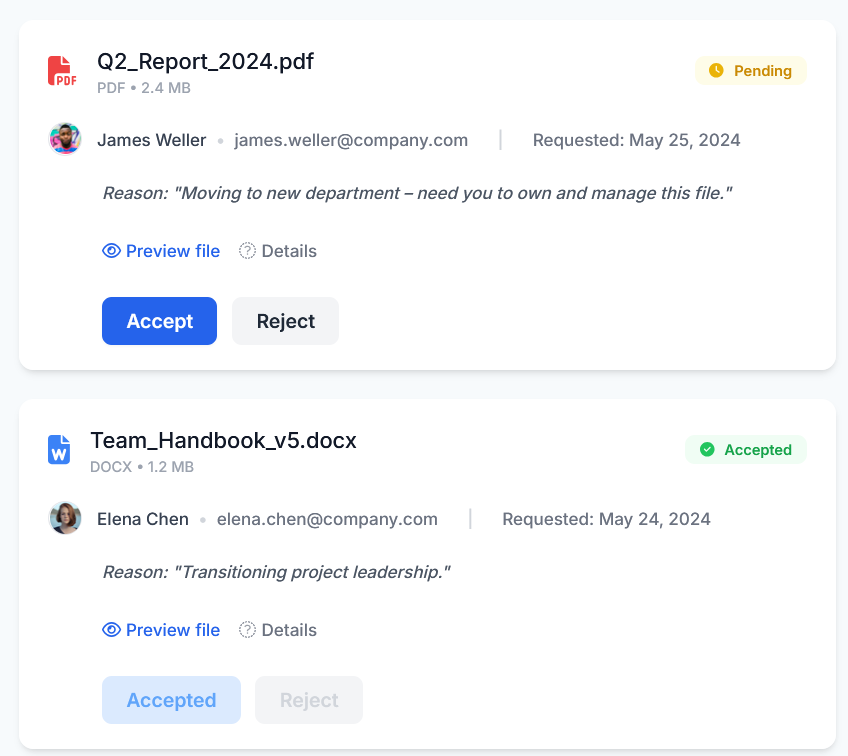 PDF
Q2_Report_2024.pdf
PDF • 2.4 MB
Pending
James Weller • james.weller@company.com | Requested: May 25, 2024
Reason: "Moving to new department – need you to own and manage this file."
Preview file ? Details
Accept Reject
W
Team_Handbook_v5.docx
DOCX • 1.2 MB
Accepted
Elena Chen • elena.chen@company.com | Requested: May 24, 2024
Reason: "Transitioning project leadership."
Preview file ? Details
Accepted Reject